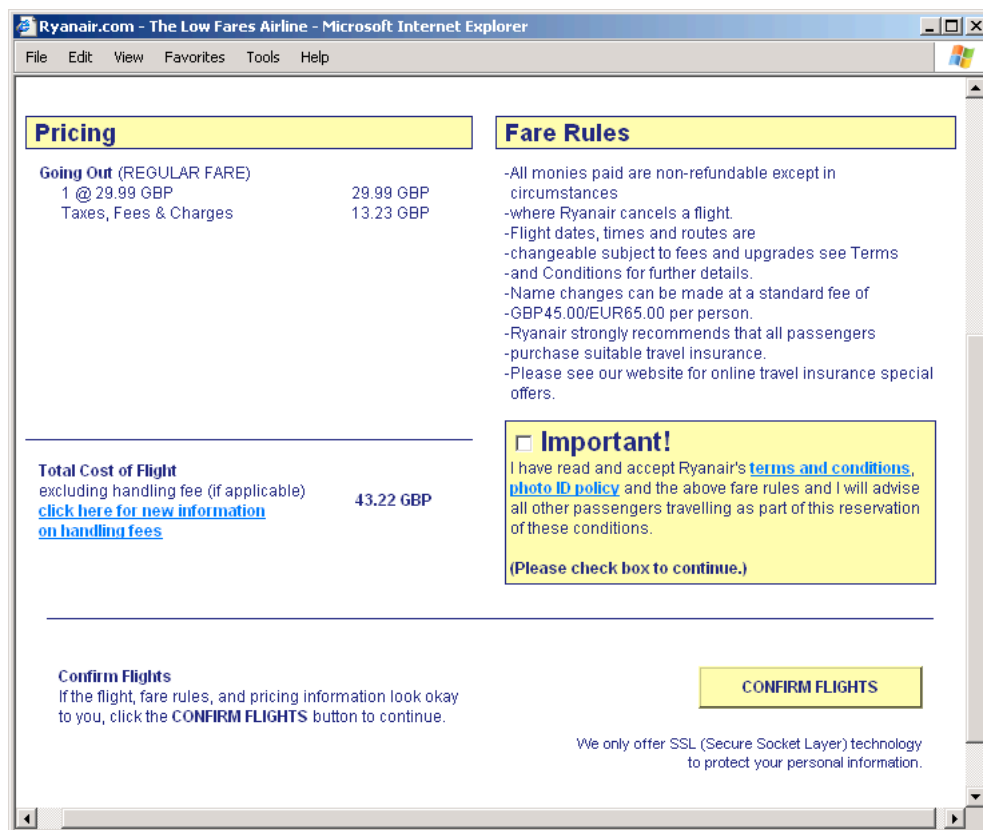 Ryanair.com - The Low Fares Airline - Microsoft Internet Explorer
File Edit View Favorites Tools Help
Pricing
Going Out (REGULAR FARE)
1 @ 29.99 GBP 29.99 GBP
Taxes, Fees & Charges 13.23 GBP
Total Cost of Flight
excluding handling fee (if applicable) 43.22 GBP
click here for new information
on handling fees
Fare Rules
-All monies paid are non-refundable except in
circumstances
-where Ryanair cancels a flight.
-Flight dates, times and routes are
-changeable subject to fees and upgrades see Terms
-and Conditions for further details.
-Name changes can be made at a standard fee of
-GBP45.00/EUR65.00 per person.
-Ryanair strongly recommends that all passengers
-purchase suitable travel insurance.
-Please see our website for online travel insurance special
offers.
Important!
I have read and accept Ryanair's terms and conditions,
photo ID policy and the above fare rules and I will advise
all other passengers travelling as part of this reservation
of these conditions.
(Please check box to continue.)
Confirm Flights
If the flight, fare rules, and pricing information look okay
to you, click the CONFIRM FLIGHTS button to continue.
CONFIRM FLIGHTS
We only offer SSL (Secure Socket Layer) technology
to protect your personal information.